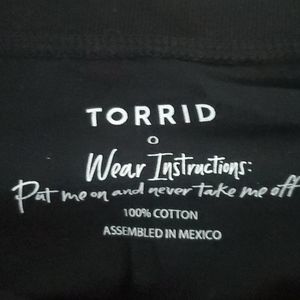 TORRID
0
Wear Instructions:
Put me on and never take me off
100% COTTON
ASSEMBLED IN MEXICO